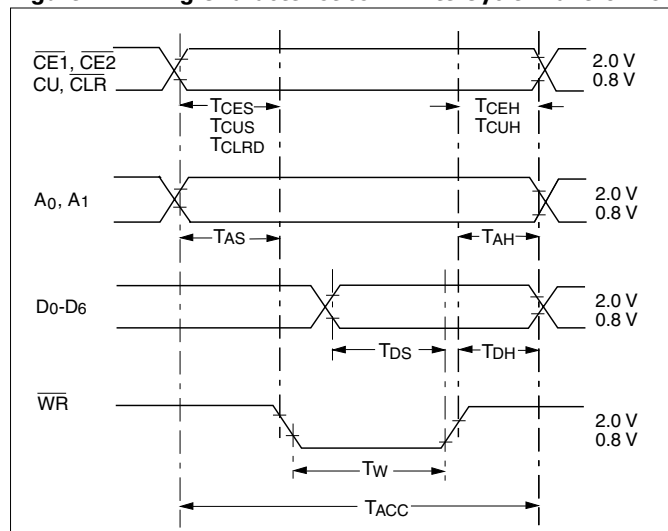 CE1, CE2
CU, CLR
2.0 V
0.8 V
TCES
TCUS
TCLRD
TCEH
TCUH
A0, A1
2.0 V
0.8 V
TAS
TAH
D0-D6
2.0 V
0.8 V
TDS
TDH
WR
2.0 V
0.8 V
TW
TACC